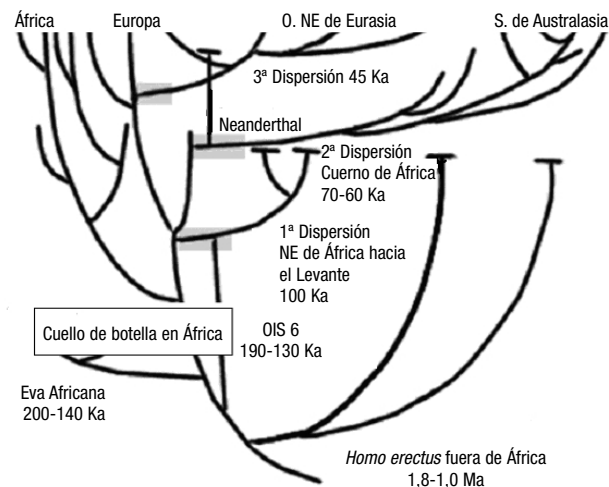 África
Europa
O. NE de Eurasia
S. de Australasia
3ª Dispersión 45 Ka
Neanderthal
2ª Dispersión
Cuerno de África
70-60 Ka
1ª Dispersión
NE de África hacia
el Levante
100 Ka
Cuello de botella en África
OIS 6
190-130 Ka
Eva Africana
200-140 Ka
Homo erectus fuera de África
1,8-1,0 Ma